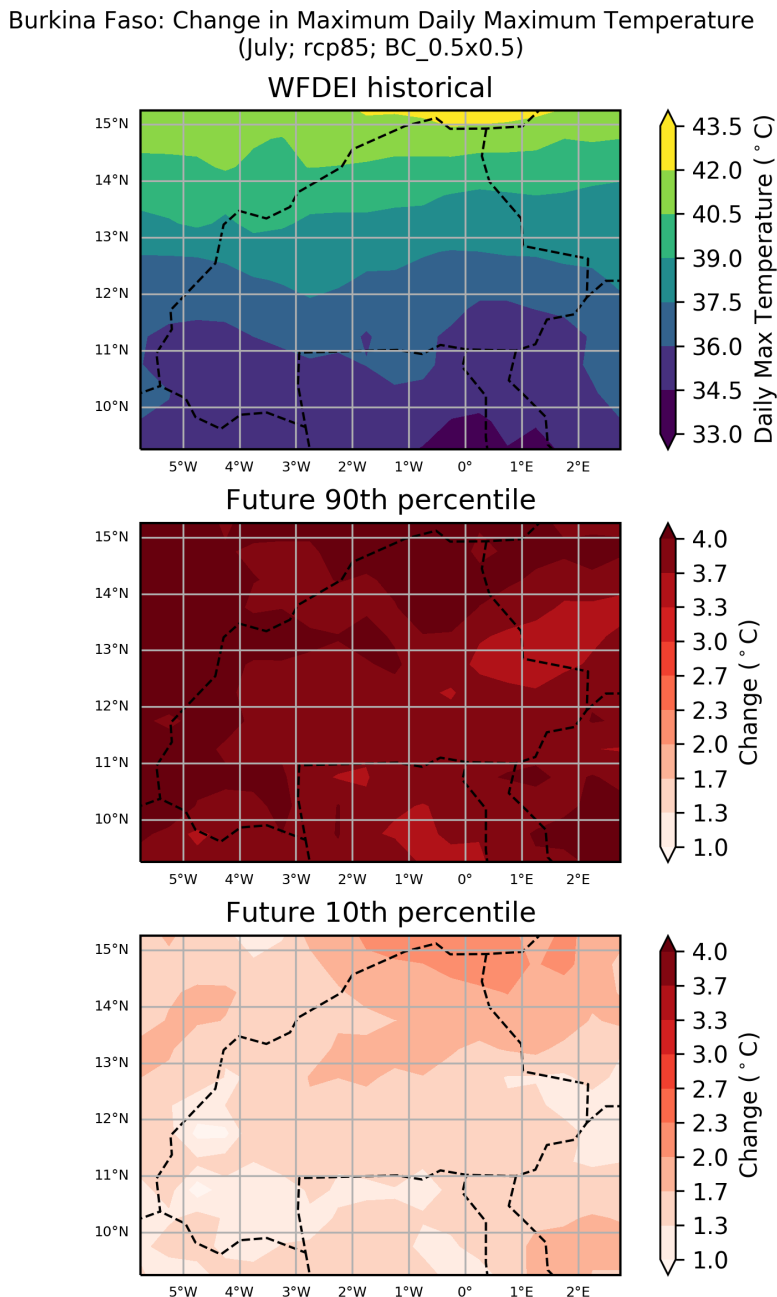 Burkina Faso: Change in Maximum Daily Maximum Temperature
(July; rcp85; BC_0.5x0.5)
WFDEI historical
15°N
14°N
13°N
12°N
11°N
10°N
5°W 4°W 3°W 2°W 1°W 0° 1°E 2°E
43.5
42.0
40.5
39.0
37.5
36.0
34.5
33.0
Daily Max Temperature (°C)
Future 90th percentile
15°N
14°N
13°N
12°N
11°N
10°N
5°W 4°W 3°W 2°W 1°W 0° 1°E 2°E
4.0
3.7
3.3
3.0
2.7
2.3
2.0
1.7
1.3
1.0
Change (°C)
Future 10th percentile
15°N
14°N
13°N
12°N
11°N
10°N
5°W 4°W 3°W 2°W 1°W 0° 1°E 2°E
4.0
3.7
3.3
3.0
2.7
2.3
2.0
1.7
1.3
1.0
Change (°C)